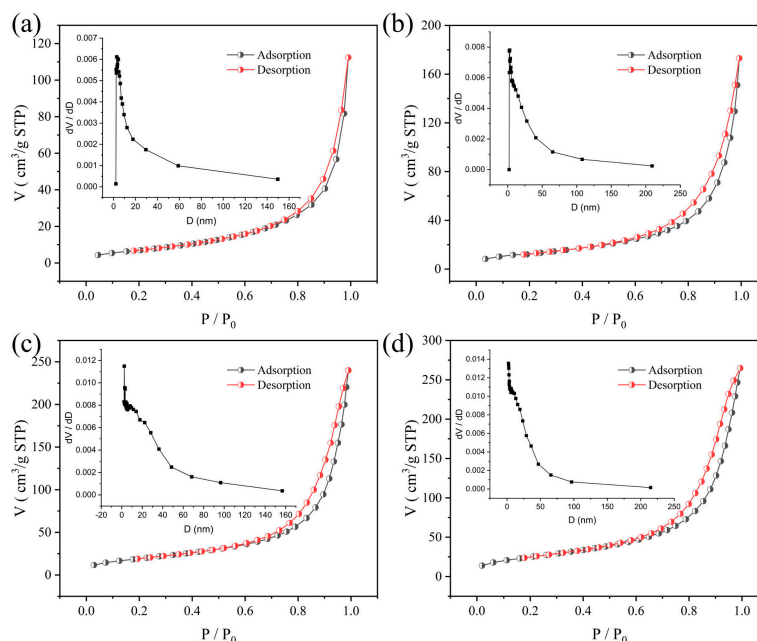 (a)
120
100
80
60
40
20
0
V ( cm³/g STP)
0.0 0.2 0.4 0.6 0.8 1.0
P / P₀
Adsorption
Desorption
0.007
0.006
0.005
0.004
0.003
0.002
0.001
0.000
dV / dD
0 20 40 60 80 100 120 140 160
D (nm)
(b)
200
160
120
80
40
0
V ( cm³/g STP)
0.0 0.2 0.4 0.6 0.8 1.0
P / P₀
Adsorption
Desorption
0.008
0.006
0.004
0.002
0.000
dV / dD
0 50 100 150 200 250
D (nm)
(c)
250
200
150
100
50
0
V ( cm³/g STP)
0.0 0.2 0.4 0.6 0.8 1.0
P / P₀
Adsorption
Desorption
0.012
0.010
0.008
0.006
0.004
0.002
0.000
dV / dD
-20 0 20 40 60 80 100 120 140 160
D (nm)
(d)
300
250
200
150
100
50
0
V ( cm³/g STP)
0.0 0.2 0.4 0.6 0.8 1.0
P / P₀
Adsorption
Desorption
0.014
0.012
0.010
0.008
0.006
0.004
0.002
0.000
dV / dD
-50 0 50 100 150 200 250
D (nm)